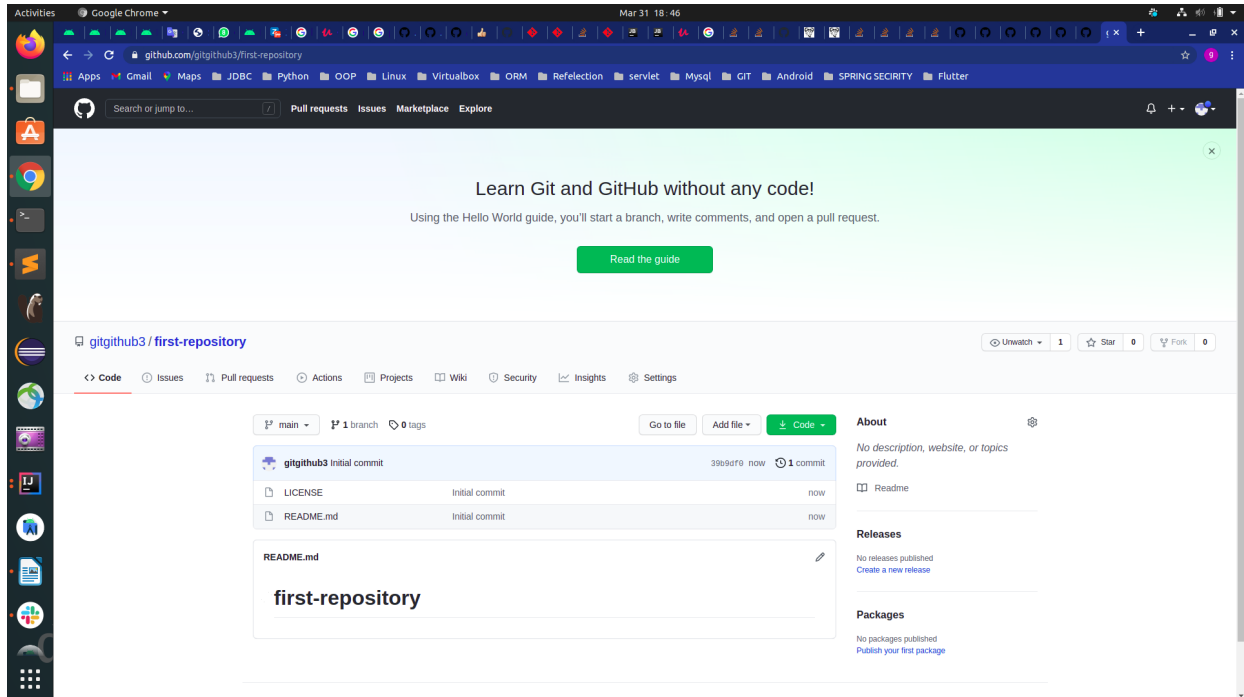 Activities Google Chrome Mar 31 18:46
github.com/gitgithub3/first-repository 9
Apps Gmail Maps JDBC Python OOP Linux Virtualbox ORM Refelection servlet Mysql GIT Android SPRING SECIRITY Flutter
Search or jump to... / Pull requests Issues Marketplace Explore
Learn Git and GitHub without any code!
Using the Hello World guide, you'll start a branch, write comments, and open a pull request.
Read the guide
gitgithub3 / first-repository Unwatch 1 Star 0 Fork 0
Code Issues Pull requests Actions Projects Wiki Security Insights Settings
main 1 branch 0 tags Go to file Add file Code About
No description, website, or topics
provided.
gitgithub3 Initial commit 39b9df0 now 1 commit
LICENSE Initial commit now
Readme
README.md Initial commit now
Releases
No releases published
Create a new release
README.md
first-repository
Packages
No packages published
Publish your first package